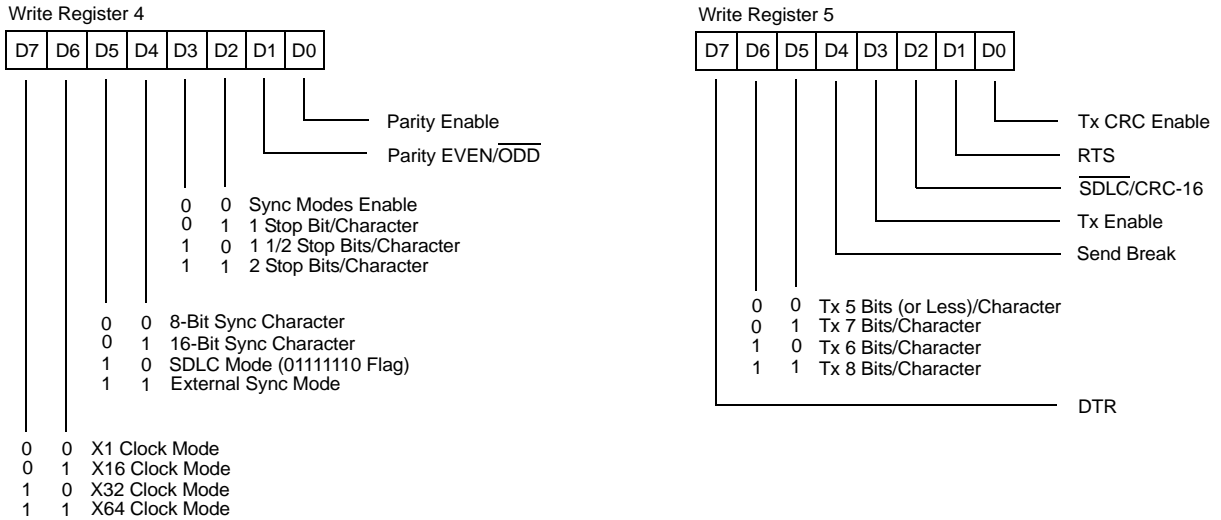 Write Register 4
D7 D6 D5 D4 D3 D2 D1 D0
Parity Enable
Parity EVEN/ODD
0 0 Sync Modes Enable
0 1 1 Stop Bit/Character
1 0 1 1/2 Stop Bits/Character
1 1 2 Stop Bits/Character
0 0 8-Bit Sync Character
0 1 16-Bit Sync Character
1 0 SDLC Mode (01111110 Flag)
1 1 External Sync Mode
0 0 X1 Clock Mode
0 1 X16 Clock Mode
1 0 X32 Clock Mode
1 1 X64 Clock Mode
Write Register 5
D7 D6 D5 D4 D3 D2 D1 D0
Tx CRC Enable
RTS
SDLC/CRC-16
Tx Enable
Send Break
0 0 Tx 5 Bits (or Less)/Character
0 1 Tx 7 Bits/Character
1 0 Tx 6 Bits/Character
1 1 Tx 8 Bits/Character
DTR